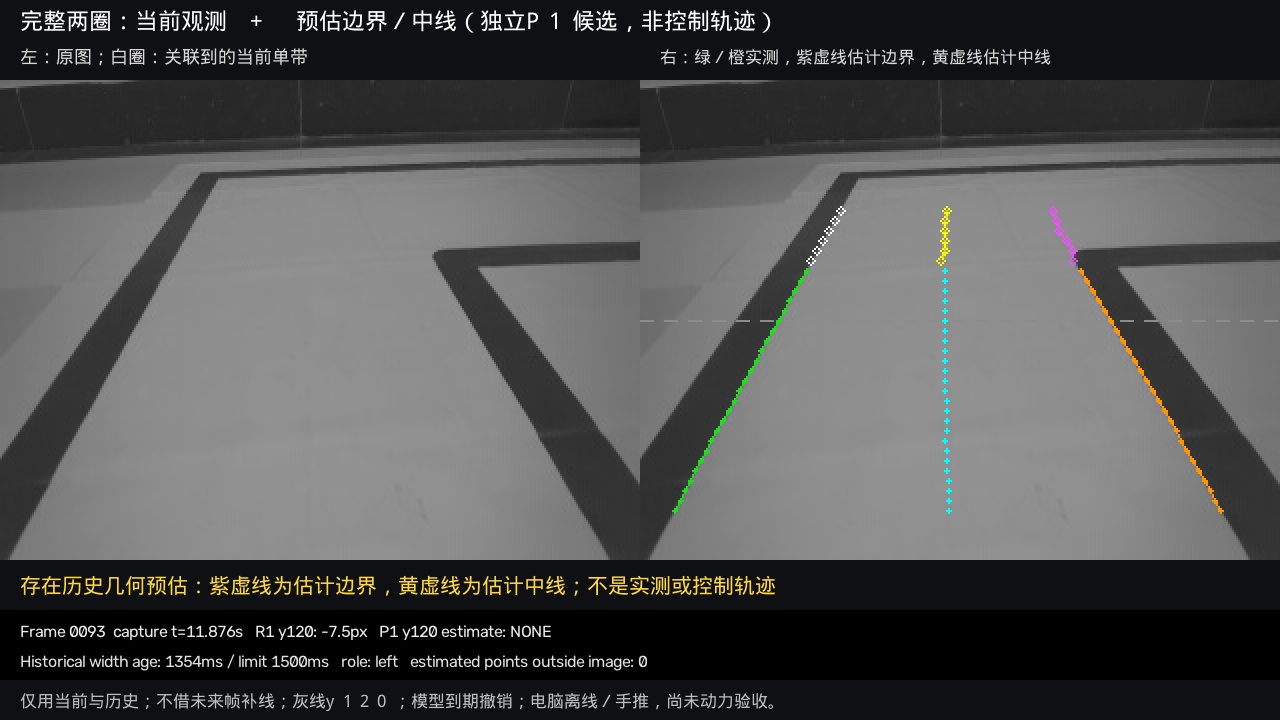 完整两圈：当前观测 + 预估边界／中线（独立P１候选，非控制轨迹）
左：原图；白圈：关联到的当前单带
右：绿／橙实测，紫虚线估计边界，黄虚线估计中线
存在历史几何预估：紫虚线为估计边界，黄虚线为估计中线；不是实测或控制轨迹
Frame 0093 capture t=11.876s R1 y120: -7.5px P1 y120 estimate: NONE
Historical width age: 1354ms / limit 1500ms role: left estimated points outside image: 0
仅用当前与历史；不借未来帧补线；灰线y１２０；模型到期撤销；电脑离线／手推，尚未动力验收。